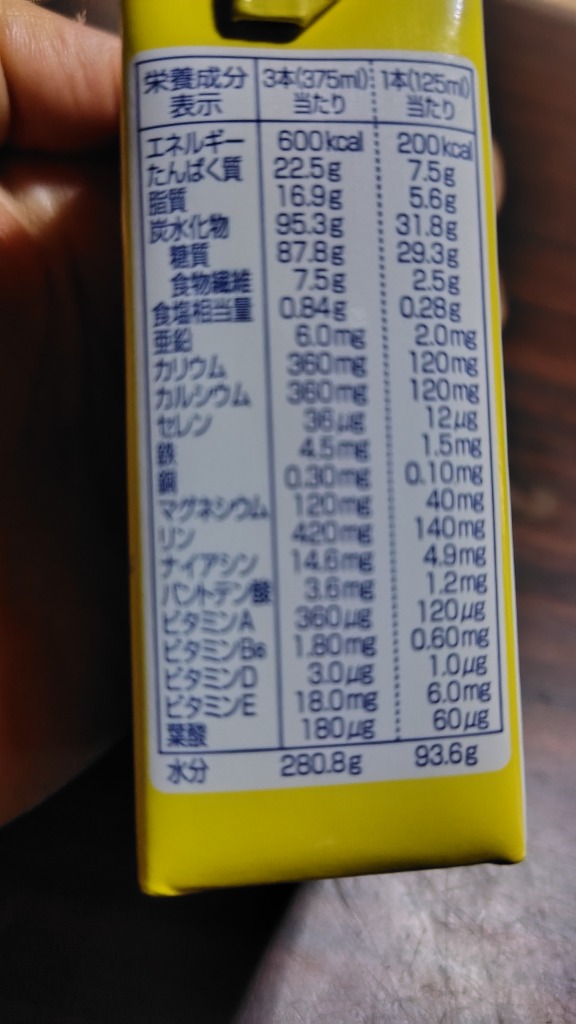 栄養成分表示 3本(375ml)当たり 1本(125ml)当たり
エネルギー 600kcal 200kcal
たんぱく質 22.5g 7.5g
脂質 16.9g 5.6g
炭水化物 95.3g 31.8g
糖質 87.8g 29.3g
食物繊維 7.5g 2.5g
食塩相当量 0.84g 0.28g
亜鉛 6.0mg 2.0mg
カリウム 360mg 120mg
カルシウム 360mg 120mg
セレン 36μg 12μg
鉄 4.5mg 1.5mg
銅 0.30mg 0.10mg
マグネシウム 120mg 40mg
リン 420mg 140mg
ナイアシン 14.6mg 4.9mg
パントテン酸 3.6mg 1.2mg
ビタミンA 360μg 120μg
ビタミンB6 1.80mg 0.60mg
ビタミンD 3.0μg 1.0μg
ビタミンE 18.0mg 6.0mg
葉酸 180μg 60μg
水分 280.8g 93.6g